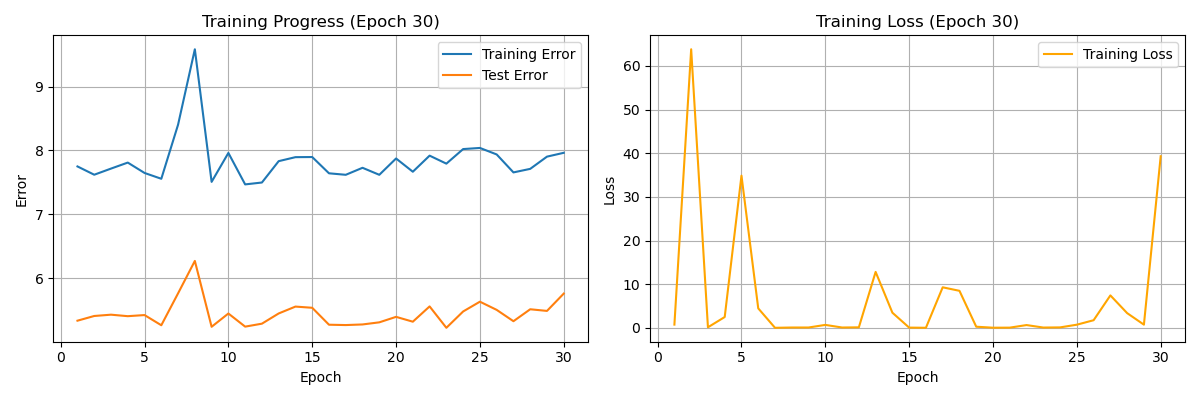 Training Progress (Epoch 30)
Training Error
Test Error
9
8
7
6
Error
0 5 10 15 20 25 30
Epoch
Training Loss (Epoch 30)
Training Loss
60
50
40
30
20
10
0
Loss
0 5 10 15 20 25 30
Epoch